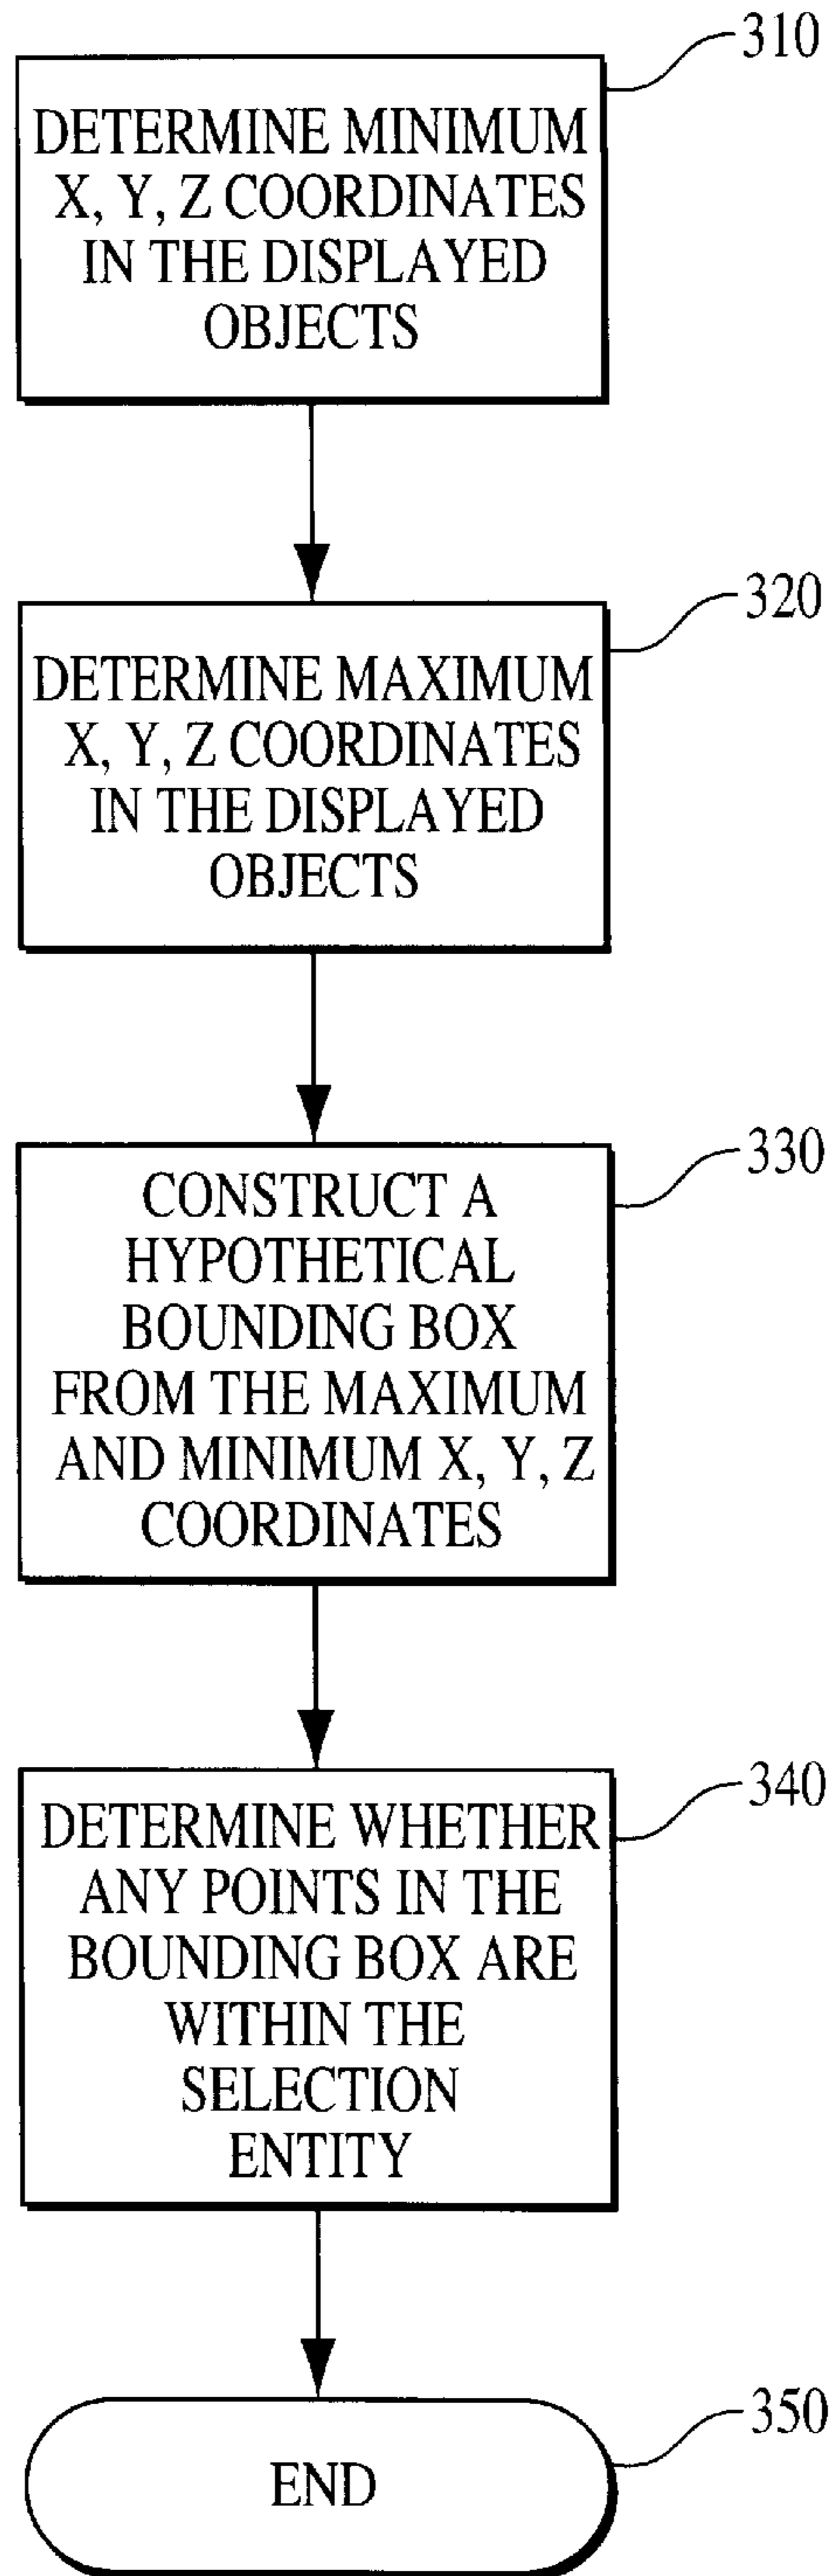 310
DETERMINE MINIMUM
X, Y, Z COORDINATES
IN THE DISPLAYED
OBJECTS
320
DETERMINE MAXIMUM
X, Y, Z COORDINATES
IN THE DISPLAYED
OBJECTS
330
CONSTRUCT A
HYPOTHETICAL
BOUNDING BOX
FROM THE MAXIMUM
AND MINIMUM X, Y, Z
COORDINATES
340
DETERMINE WHETHER
ANY POINTS IN THE
BOUNDING BOX ARE
WITHIN THE
SELECTION
ENTITY
350
END